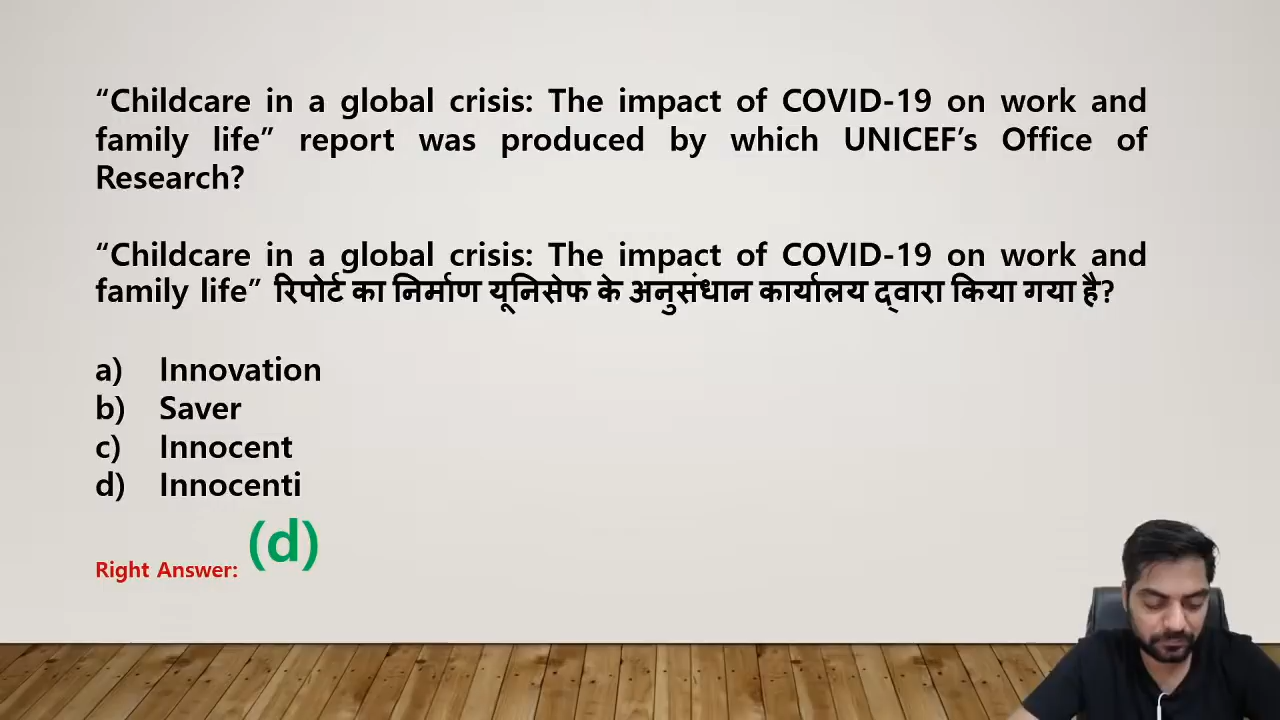 “Childcare in a global crisis: The impact of COVID-19 on work and
family life” report was produced by which UNICEF’s Office of
Research?
“Childcare in a global crisis: The impact of COVID-19 on work and
family life” रिपोर्ट का निर्माण यूनिसेफ के अनुसंधान कार्यालय द्वारा किया गया है?
a) Innovation
b) Saver
c) Innocent
d) Innocenti
Right Answer: (d)